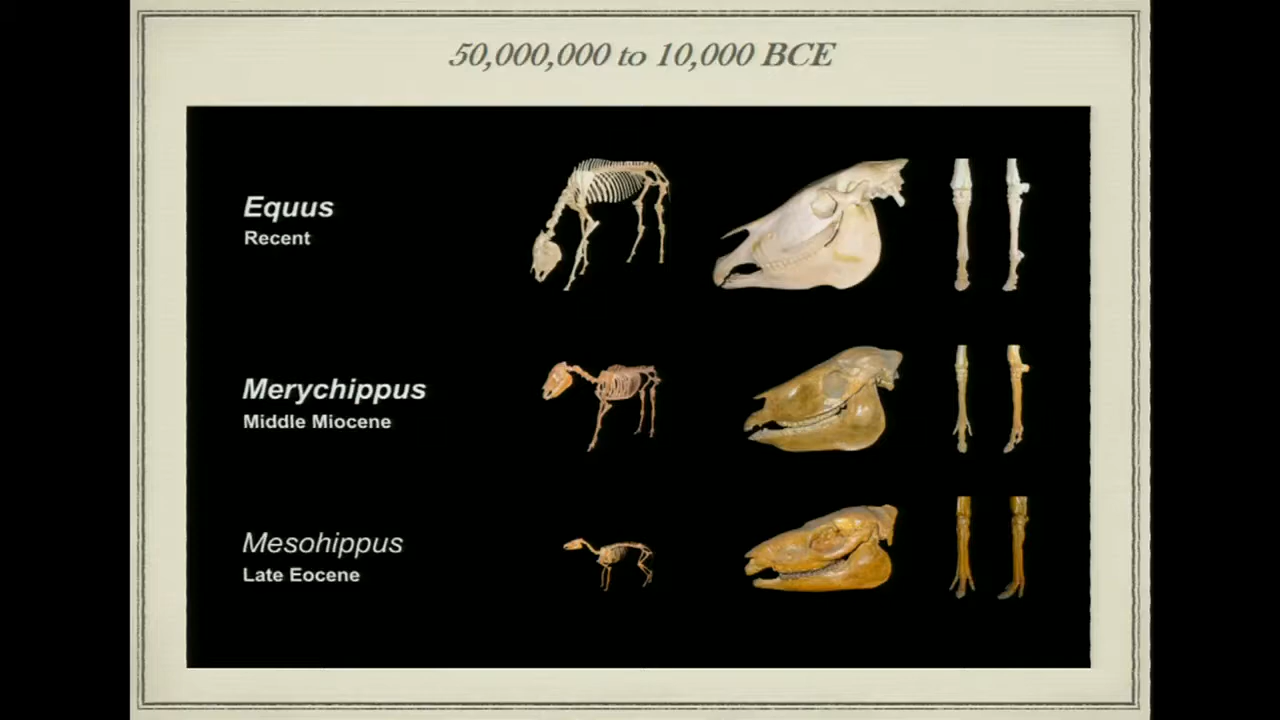 50,000,000 to 10,000 BCE
Equus
Recent
Merychippus
Middle Miocene
Mesohippus
Late Eocene